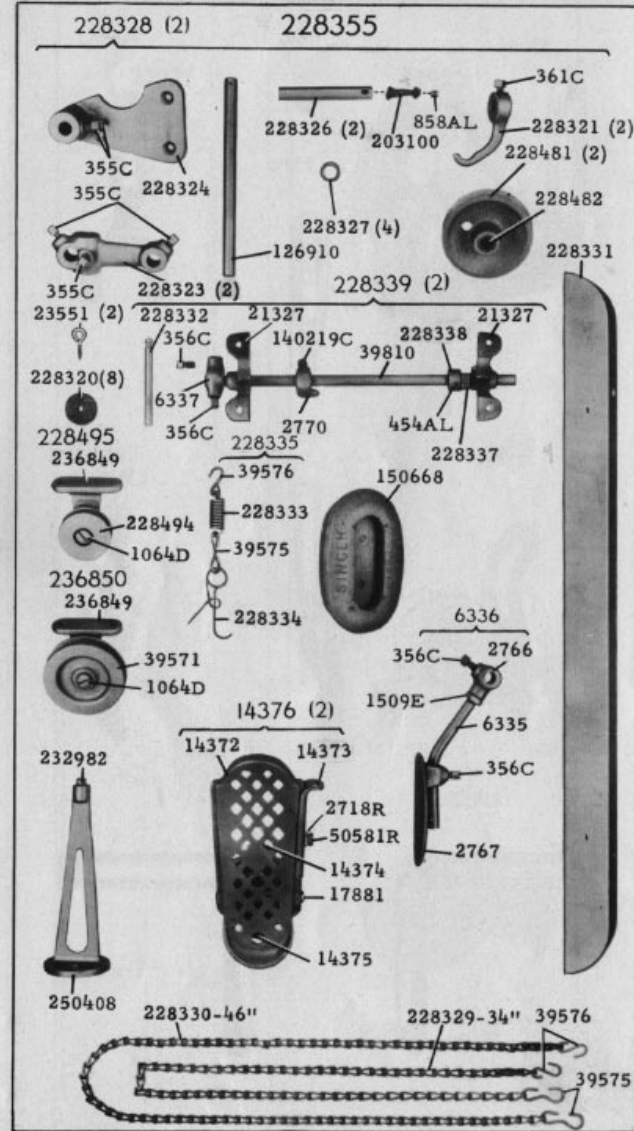 228328 (2) 228355
361C
228326 (2)
203100
858AL
228321 (2)
228481 (2)
355C
228324
355C
228327 (4)
228482
126910
228331
355C
228323 (2)
228339 (2)
23551 (2)
228332
21327
140219C
228338
21327
356C
39810
228320(8)
6337
356C
2770
454AL
228337
228495
236849
228335
39576
150668
228494
228333
1064D
39575
SINGER
236850
236849
228334
6336
356C
2766
39571
1064D
1509E
6335
14376 (2)
14372
14373
356C
232982
2718R
50581R
14374
2767
17881
14375
250408
228330-46"
228329-34"
39576
39575